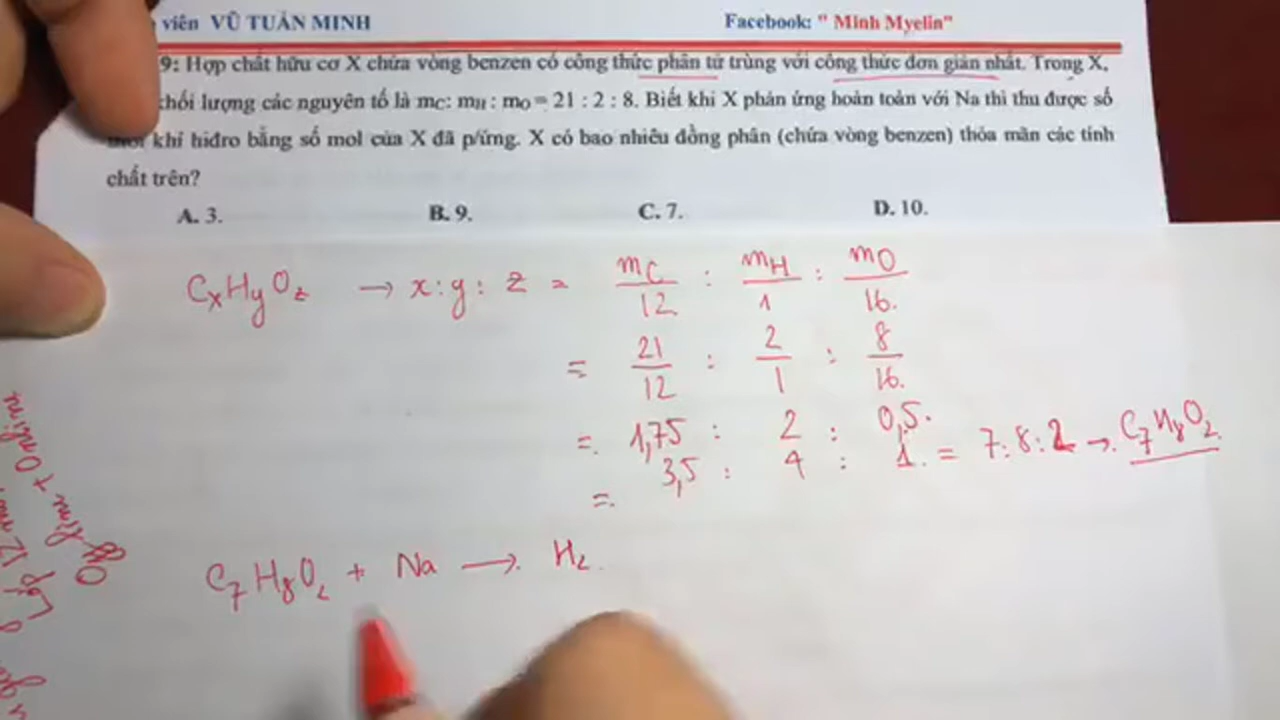 viên VŨ TUẤN MINH Facebook: " Minh Myelin"
9: Hợp chất hữu cơ X chứa vòng benzen có công thức phân tử trùng với công thức đơn giản nhất. Trong X,
khối lượng các nguyên tố là mC: mH : mO = 21 : 2 : 8. Biết khi X phản ứng hoàn toàn với Na thì thu được số
mol khí hiđro bằng số mol của X đã p/ứng. X có bao nhiêu đồng phân (chứa vòng benzen) thỏa mãn các tính
chất trên?
A. 3. B. 9. C. 7. D. 10.
CxHyOz → x:y: z = mC/12 : mH/1 : mO/16.
= 21/12 : 2/1 : 8/16.
= 1,75 : 2 : 0,5.
= 3,5 : 4 : 1. = 7:8:2 → C7H8O2
C7H8O2 + Na → H2